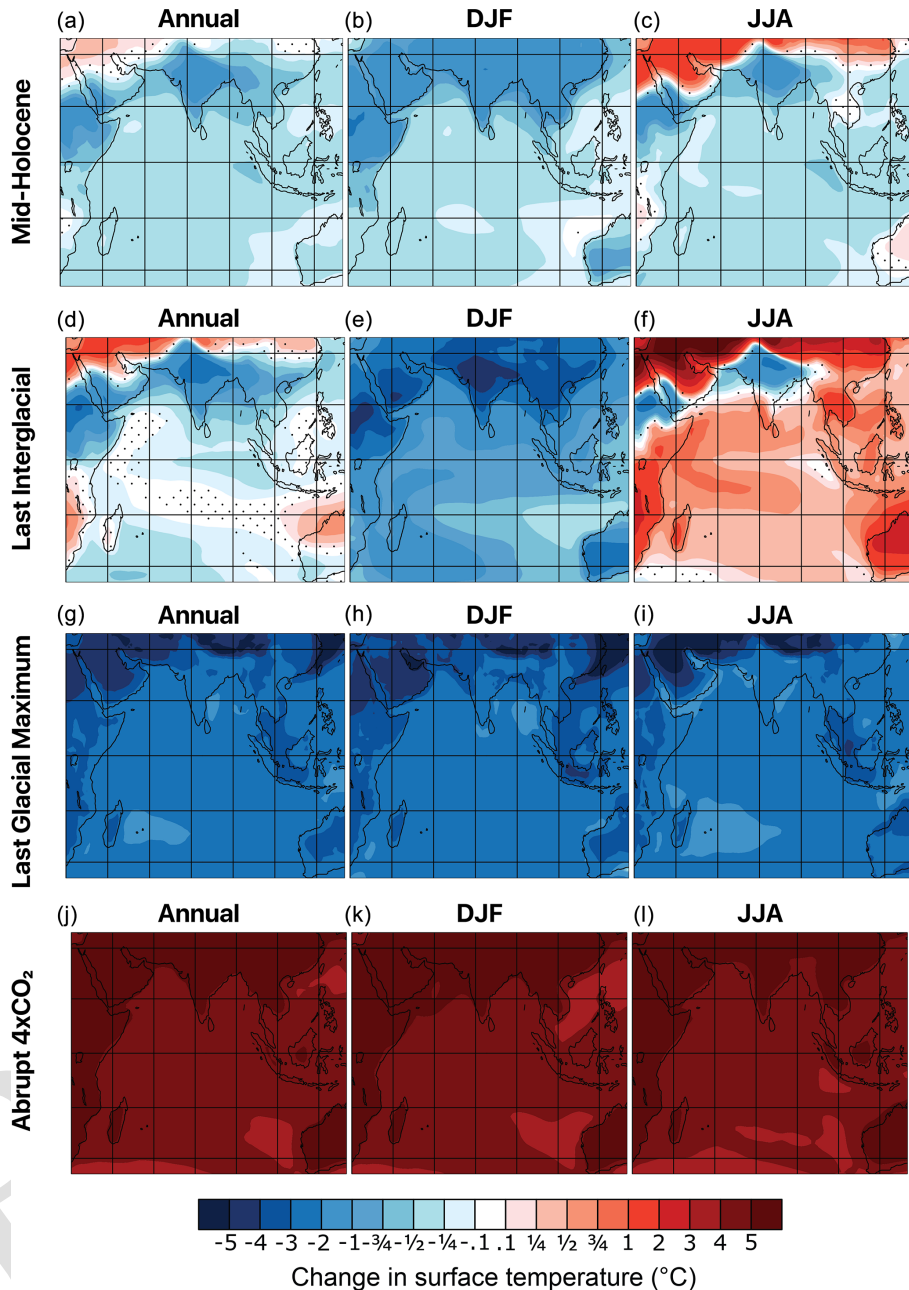 (a) Annual (b) DJF (c) JJA
Mid-Holocene
(d) Annual (e) DJF (f) JJA
Last Interglacial
(g) Annual (h) DJF (i) JJA
Last Glacial Maximum
(j) Annual (k) DJF (l) JJA
Abrupt 4xCO₂
-5 -4 -3 -2 -1 -¾ -½ -¼ -.1 .1 ¼ ½ ¾ 1 2 3 4 5
Change in surface temperature (°C)